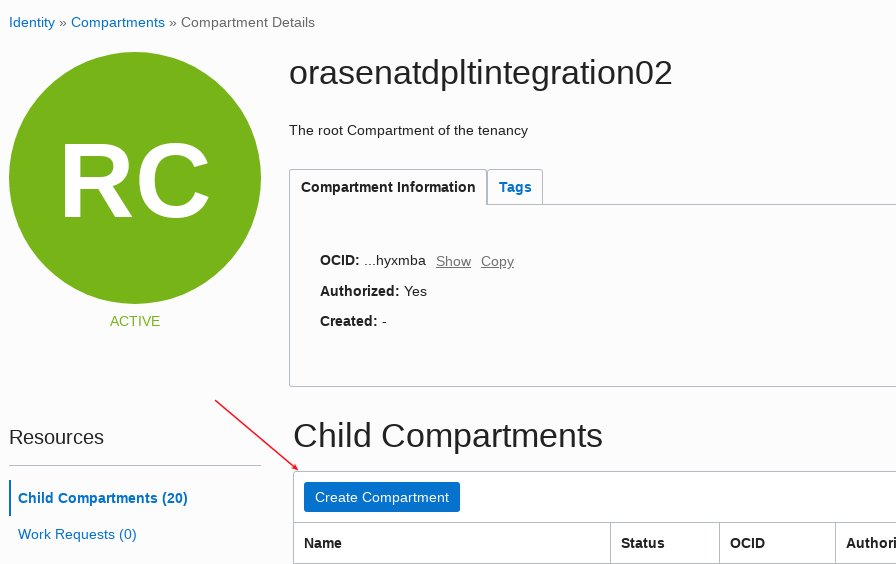 Identity » Compartments » Compartment Details
RC
ACTIVE
orasenatdpltintegration02
The root Compartment of the tenancy
Compartment Information
Tags
OCID: ...hyxmba Show Copy
Authorized: Yes
Created: -
Resources
Child Compartments (20)
Work Requests (0)
Child Compartments
Create Compartment
Name Status OCID Authori